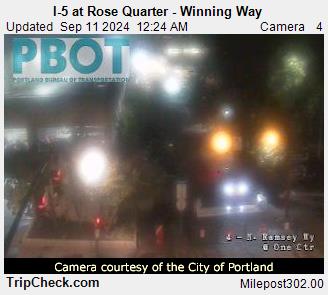 I-5 at Rose Quarter - Winning Way
Updated Sep 11 2024 12:24 AM Camera 4
PBOT
PORTLAND BUREAU OF TRANSPORTATION
4 - N. Ramsey Wy
@ One Ctr
Camera courtesy of the City of Portland
TripCheck.com Milepost302.00